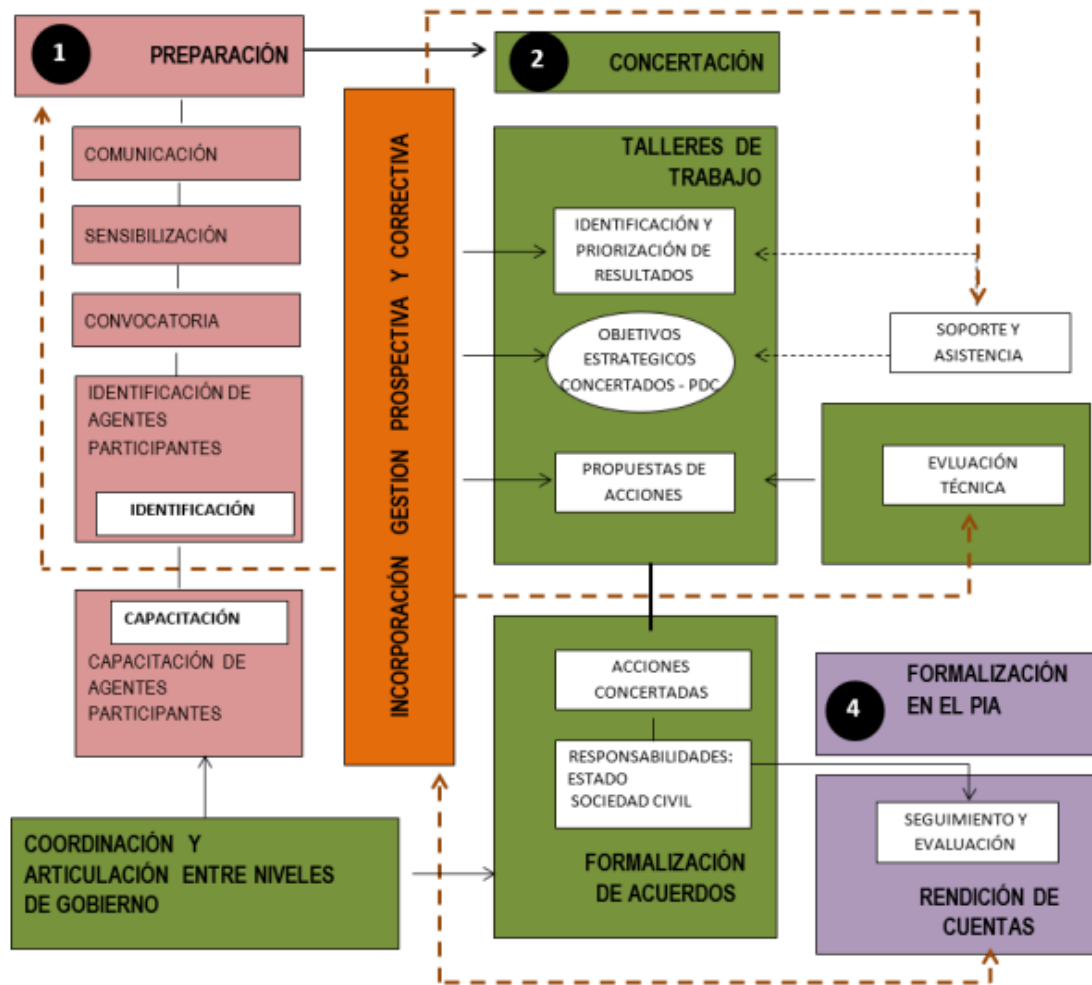 1
PREPARACIÓN
COMUNICACIÓN
SENSIBILIZACIÓN
CONVOCATORIA
IDENTIFICACIÓN DE
AGENTES
PARTICIPANTES
IDENTIFICACIÓN
CAPACITACIÓN
CAPACITACIÓN DE
AGENTES
PARTICIPANTES
COORDINACIÓN Y
ARTICULACIÓN ENTRE NIVELES
DE GOBIERNO
INCORPORACIÓN GESTION PROSPECTIVA Y CORRECTIVA
2
CONCERTACIÓN
TALLERES DE
TRABAJO
IDENTIFICACIÓN Y
PRIORIZACIÓN DE
RESULTADOS
OBJETIVOS
ESTRATEGICOS
CONCERTADOS - PDC
PROPUESTAS DE
ACCIONES
SOPORTE Y
ASISTENCIA
EVLUACIÓN
TÉCNICA
ACCIONES
CONCERTADAS
RESPONSABILIDADES:
ESTADO
SOCIEDAD CIVIL
FORMALIZACIÓN
DE ACUERDOS
4
FORMALIZACIÓN
EN EL PIA
SEGUIMIENTO Y
EVALUACIÓN
RENDICIÓN DE
CUENTAS